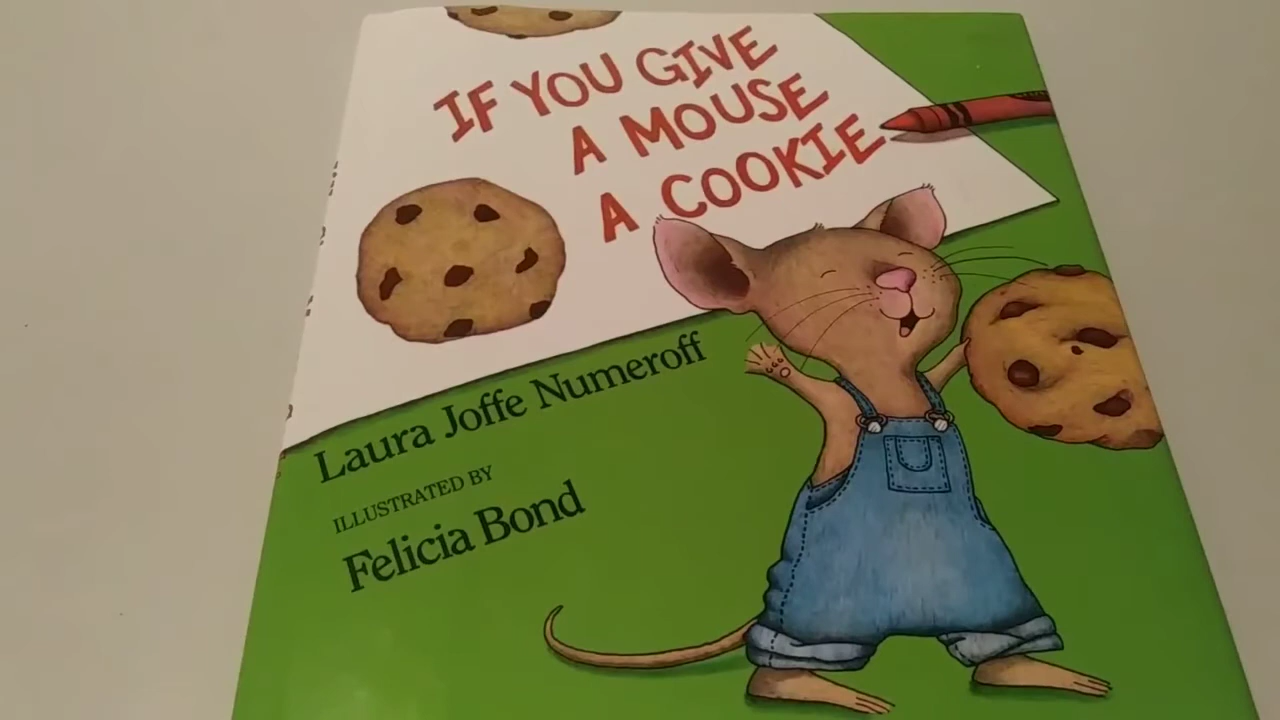 IF YOU GIVE
A MOUSE
A COOKIE
Laura Joffe Numeroff
ILLUSTRATED BY
Felicia Bond